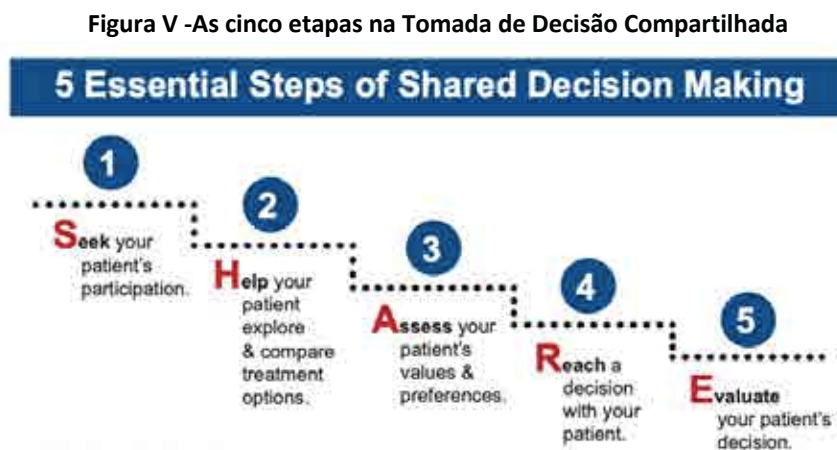 Figura V -As cinco etapas na Tomada de Decisão Compartilhada
5 Essential Steps of Shared Decision Making
1
Seek your
patient's
participation.
2
Help your
patient
explore
& compare
treatment
options.
3
Assess your
patient's
values &
preferences.
4
Reach a
decision
with your
patient.
5
Evaluate
your patient's
decision.